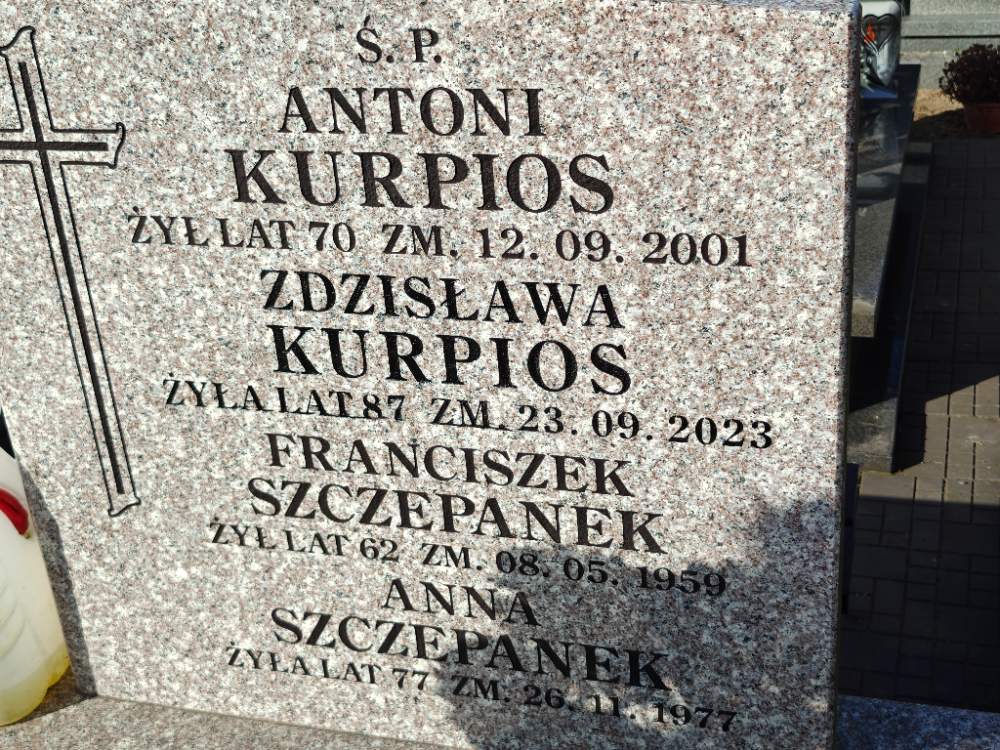 Ś. P.
ANTONI
KURPIOS
ŻYŁ LAT 70 ZM. 12. 09. 2001
ZDZISŁAWA
KURPIOS
ŻYŁA LAT 87 ZM. 23. 09. 2023
FRANCISZEK
SZCZEPANEK
ŻYŁ LAT 62 ZM. 08. 05. 1959
ANNA
SZCZEPANEK
ŻYŁA LAT 77 ZM. 26. 11. 1977